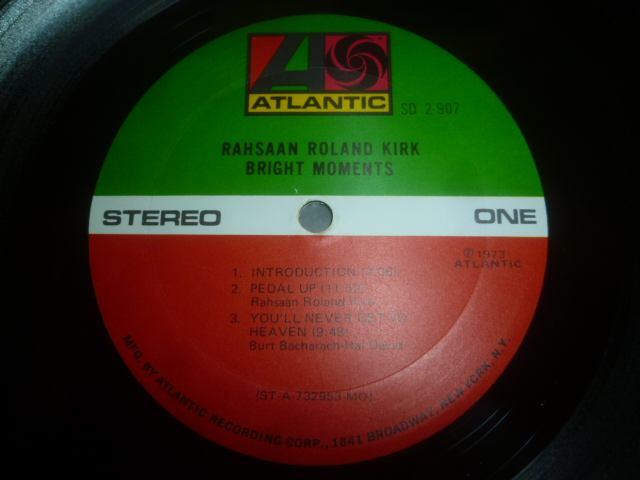 ATLANTIC
SD 2-907
RAHSAAN ROLAND KIRK
BRIGHT MOMENTS
STEREO
ONE
℗ 1973
ATLANTIC
1. INTRODUCTION
2. PEDAL UP
Rahsaan Roland Kirk
3. YOU'LL NEVER GET TO
HEAVEN (9:48)
Burt Bacharach-Hal David
(ST-A-732953-MO)
MFG. BY ATLANTIC RECORDING CORP., 1841 BROADWAY, NEW YORK, N.Y.